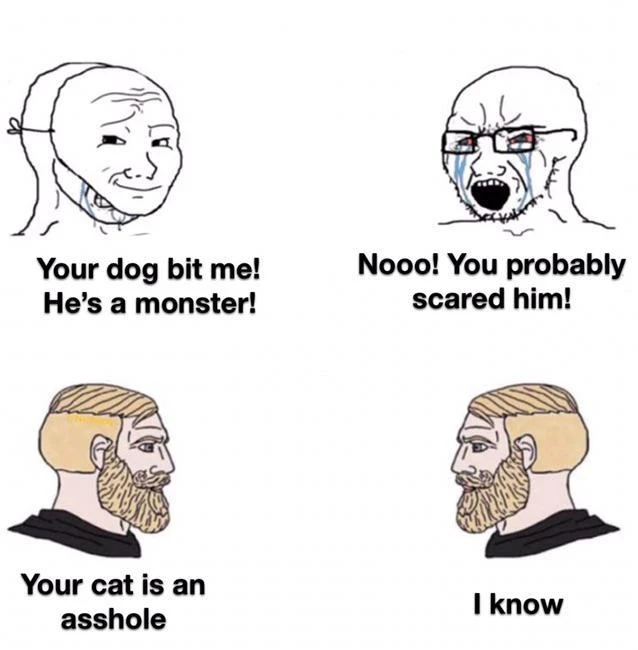 Your dog bit me!
He's a monster!
Nooo! You probably
scared him!
Your cat is an
asshole
I know